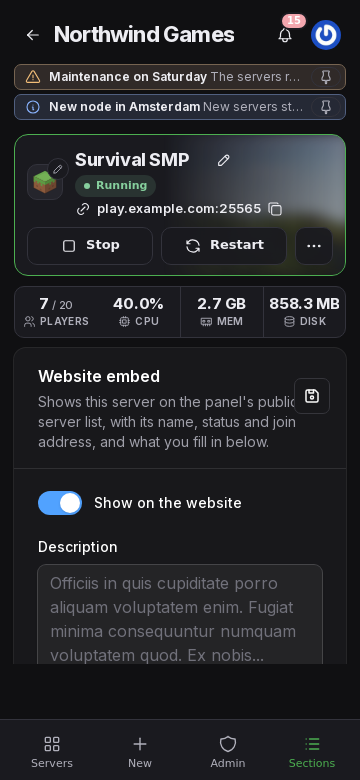 Northwind Games
15
Maintenance on Saturday The servers r...
New node in Amsterdam New servers st...
Survival SMP
Running
play.example.com:25565
Stop
Restart
7 / 20
PLAYERS
40.0%
CPU
2.7 GB
MEM
858.3 MB
DISK
Website embed
Shows this server on the panel's public
server list, with its name, status and join
address, and what you fill in below.
Show on the website
Description
Officiis in quis cupiditate porro
aliquam voluptatem enim. Fugiat
minima consequuntur numquam
voluptatem quod. Ex nobis...
Servers
New
Admin
Sections